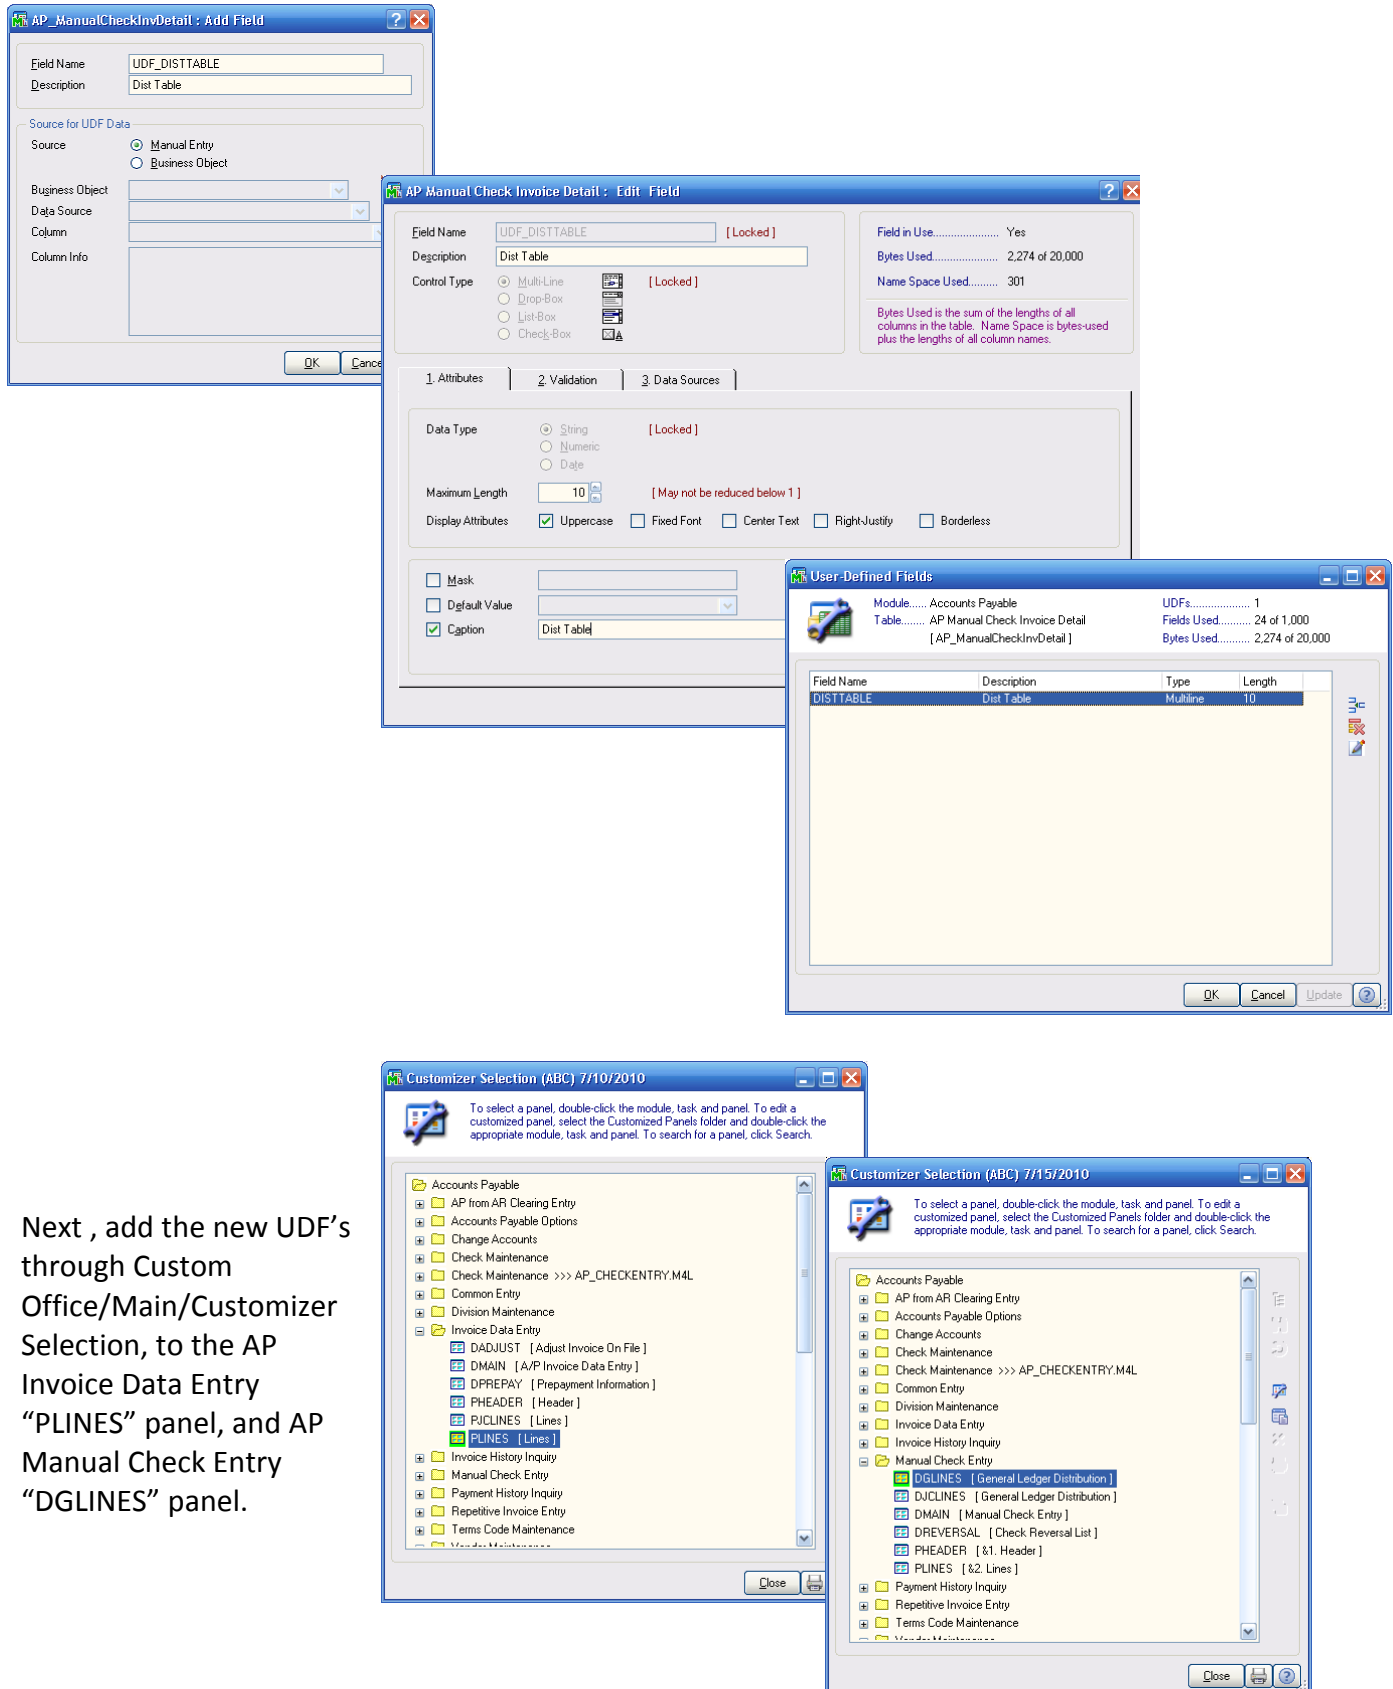 AP_ManualCheckInvDetail : Add Field
Field Name UDF_DISTTABLE
Description Dist Table
Source for UDF Data
Source Manual Entry
Business Object
Business Object
Data Source
Column
Column Info
OK
AP Manual Check Invoice Detail : Edit Field
Field Name UDF_DISTTABLE [ Locked ]
Description Dist Table
Control Type Multi-Line [ Locked ]
Drop-Box
List-Box
Check-Box
Field in Use...................... Yes
Bytes Used...................... 2,274 of 20,000
Name Space Used.......... 301
Bytes Used is the sum of the lengths of all
columns in the table. Name Space is bytes-used
plus the lengths of all column names.
1. Attributes 2. Validation 3. Data Sources
Data Type String [ Locked ]
Numeric
Date
Maximum Length 10 [ May not be reduced below 1 ]
Display Attributes Uppercase Fixed Font Center Text Right-Justify Borderless
Mask
Default Value
Caption Dist Table
User-Defined Fields
Module...... Accounts Payable
Table........ AP Manual Check Invoice Detail
[ AP_ManualCheckInvDetail ]
UDFs.................... 1
Fields Used........... 24 of 1,000
Bytes Used........... 2,274 of 20,000
Field Name Description Type Length
DISTTABLE Dist Table Multiline 10
OK Cancel Update
Next , add the new UDF’s
through Custom
Office/Main/Customizer
Selection, to the AP
Invoice Data Entry
“PLINES” panel, and AP
Manual Check Entry
“DGLINES” panel.
Customizer Selection (ABC) 7/10/2010
To select a panel, double-click the module, task and panel. To edit a
customized panel, select the Customized Panels folder and double-click the
appropriate module, task and panel. To search for a panel, click Search.
Accounts Payable
AP from AR Clearing Entry
Accounts Payable Options
Change Accounts
Check Maintenance
Check Maintenance >>> AP_CHECKENTRY.M4L
Common Entry
Division Maintenance
Invoice Data Entry
DADJUST [ Adjust Invoice On File ]
DMAIN [ A/P Invoice Data Entry ]
DPREPAY [ Prepayment Information ]
PHEADER [ Header ]
PJCLINES [ Lines ]
PLINES [ Lines ]
Invoice History Inquiry
Manual Check Entry
Payment History Inquiry
Repetitive Invoice Entry
Terms Code Maintenance
Close
Customizer Selection (ABC) 7/15/2010
To select a panel, double-click the module, task and panel. To edit a
customized panel, select the Customized Panels folder and double-click the
appropriate module, task and panel. To search for a panel, click Search.
Accounts Payable
AP from AR Clearing Entry
Accounts Payable Options
Change Accounts
Check Maintenance
Check Maintenance >>> AP_CHECKENTRY.M4L
Common Entry
Division Maintenance
Invoice Data Entry
Invoice History Inquiry
Manual Check Entry
DGLINES [ General Ledger Distribution ]
DJCLINES [ General Ledger Distribution ]
DMAIN [ Manual Check Entry ]
DREVERSAL [ Check Reversal List ]
PHEADER [ &1. Header ]
PLINES [ &2. Lines ]
Payment History Inquiry
Repetitive Invoice Entry
Terms Code Maintenance
Close